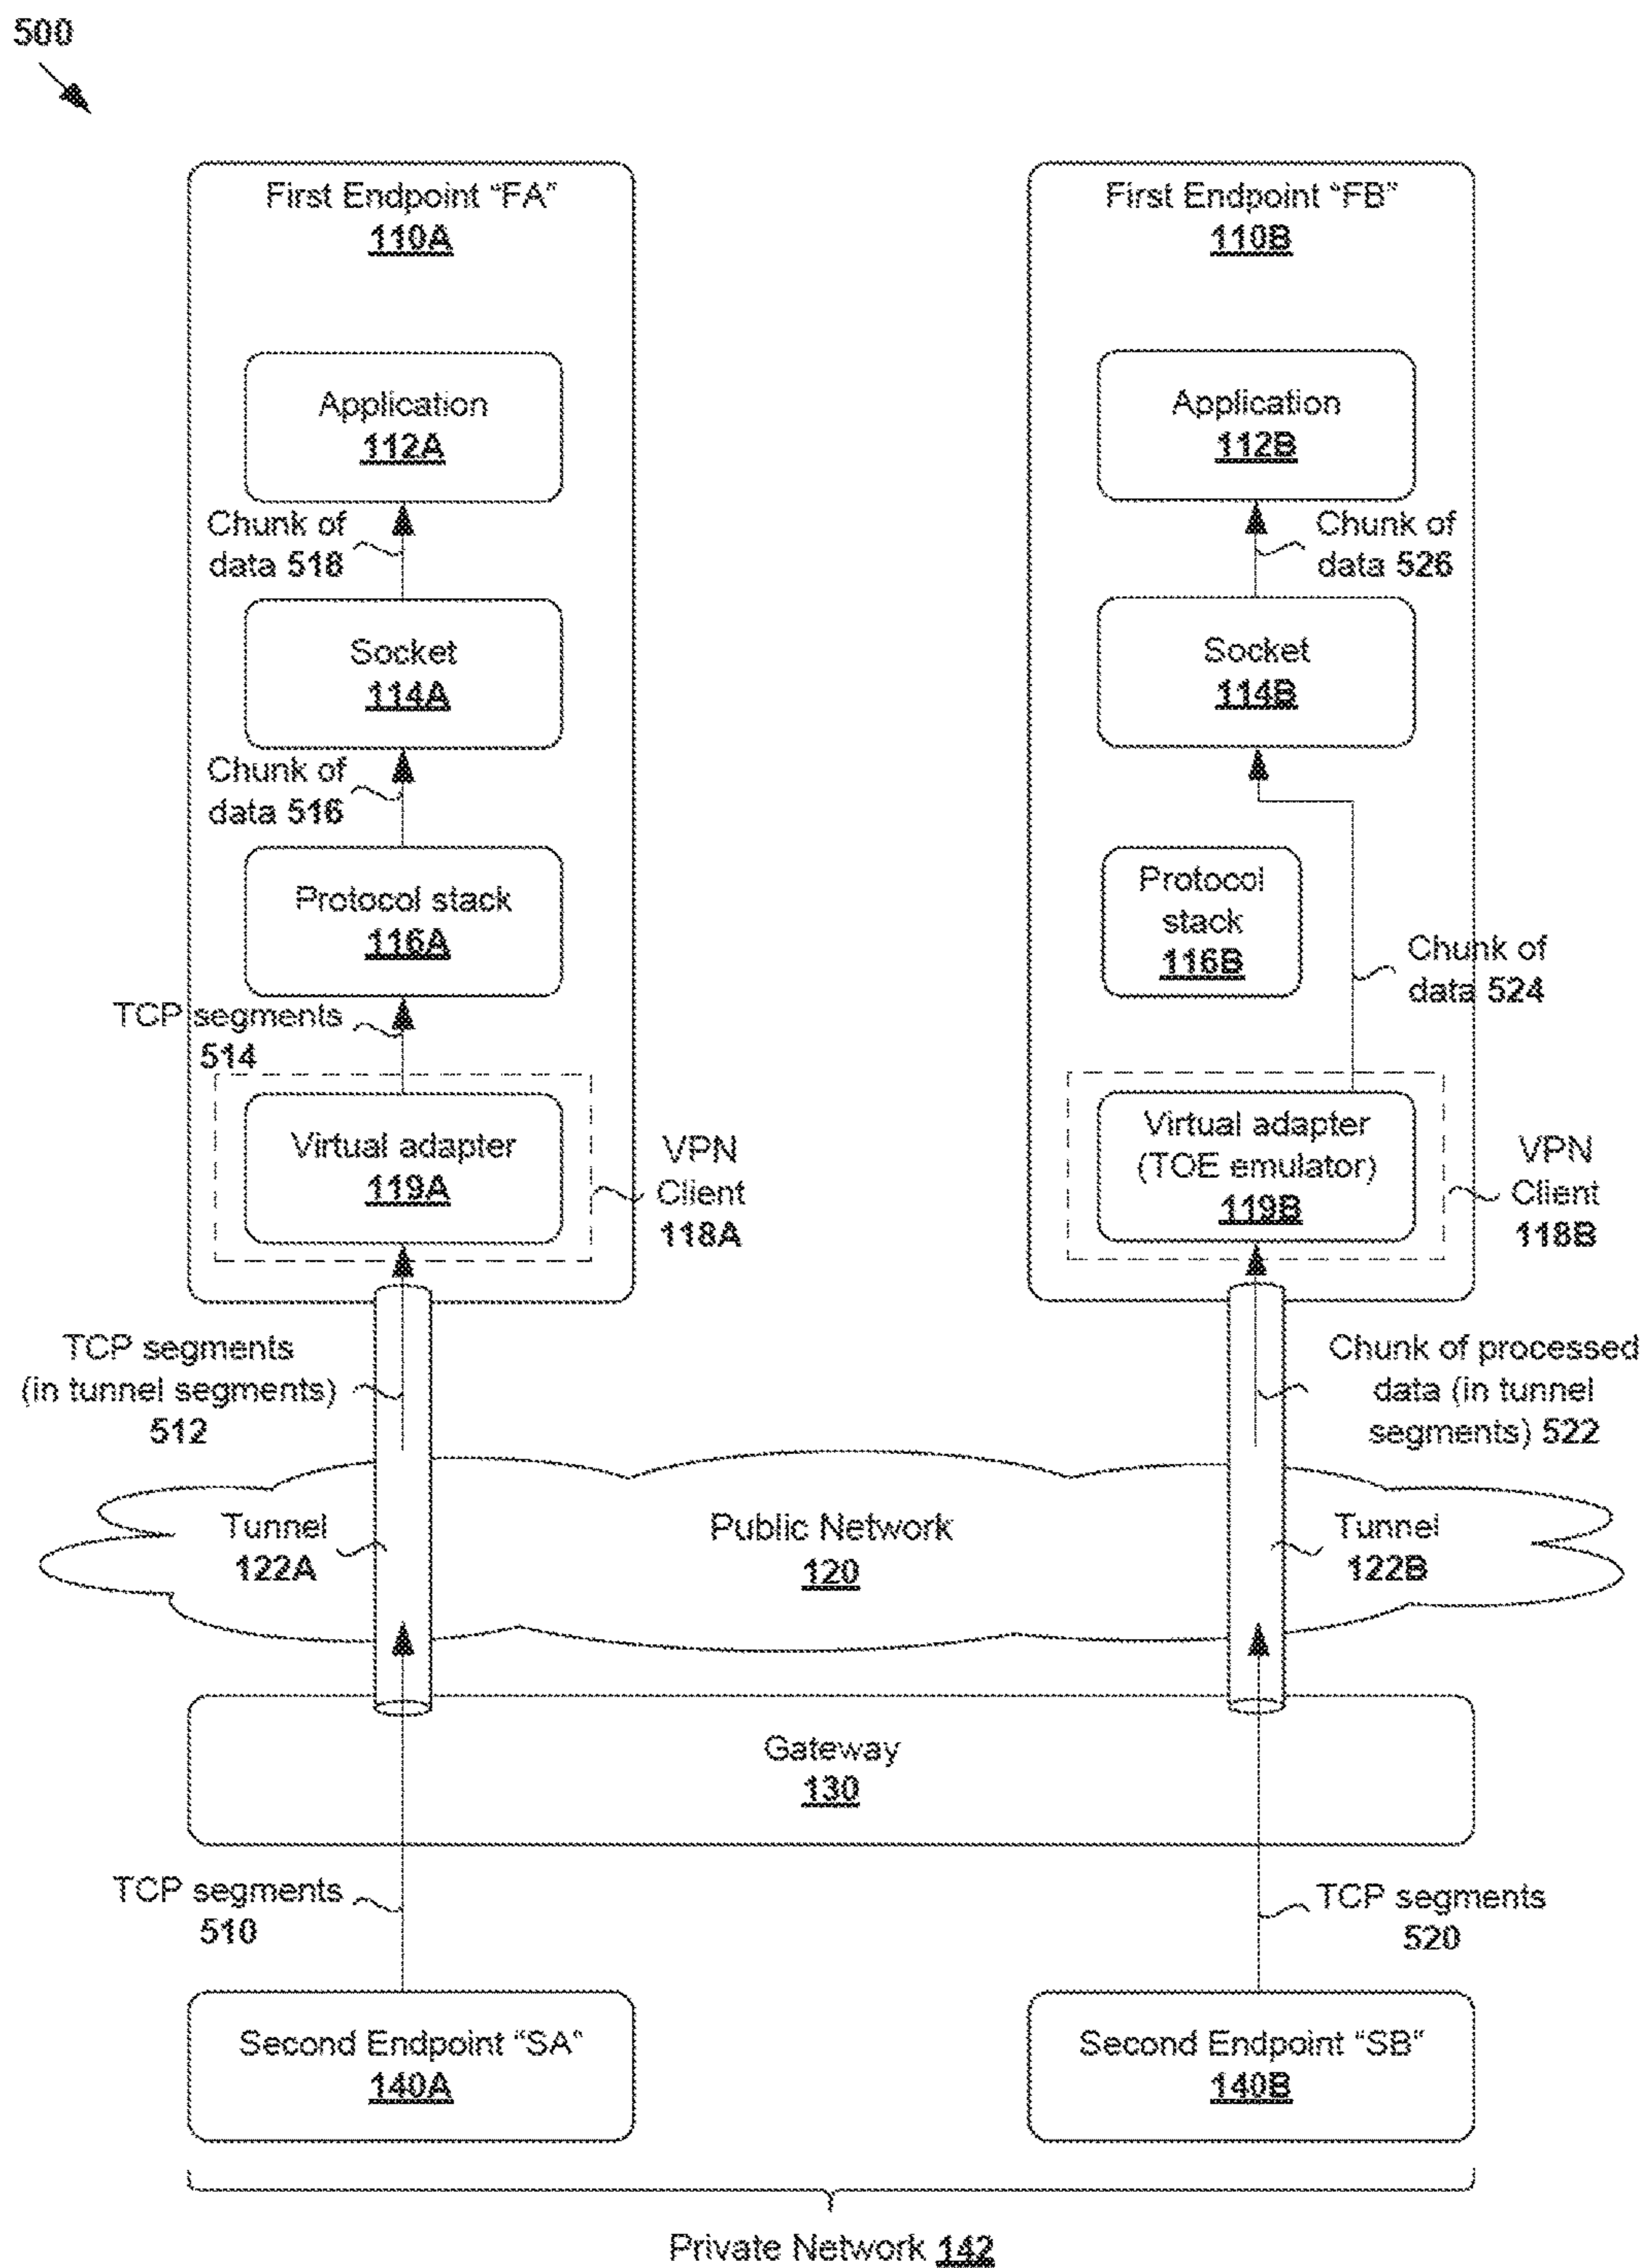 500
First Endpoint “FA”
110A
Application
112A
Chunk of
data 518
Socket
114A
Chunk of
data 516
Protocol stack
116A
TCP segments
514
Virtual adapter
119A
VPN
Client
118A
TCP segments
(in tunnel segments)
512
First Endpoint “FB”
110B
Application
112B
Chunk of
data 526
Socket
114B
Protocol
stack
116B
Chunk of
data 524
Virtual adapter
(TOE emulator)
119B
VPN
Client
118B
Chunk of processed
data (in tunnel
segments) 522
Tunnel
122A
Public Network
120
Tunnel
122B
Gateway
130
TCP segments
510
TCP segments
520
Second Endpoint “SA”
140A
Second Endpoint “SB”
140B
Private Network 142